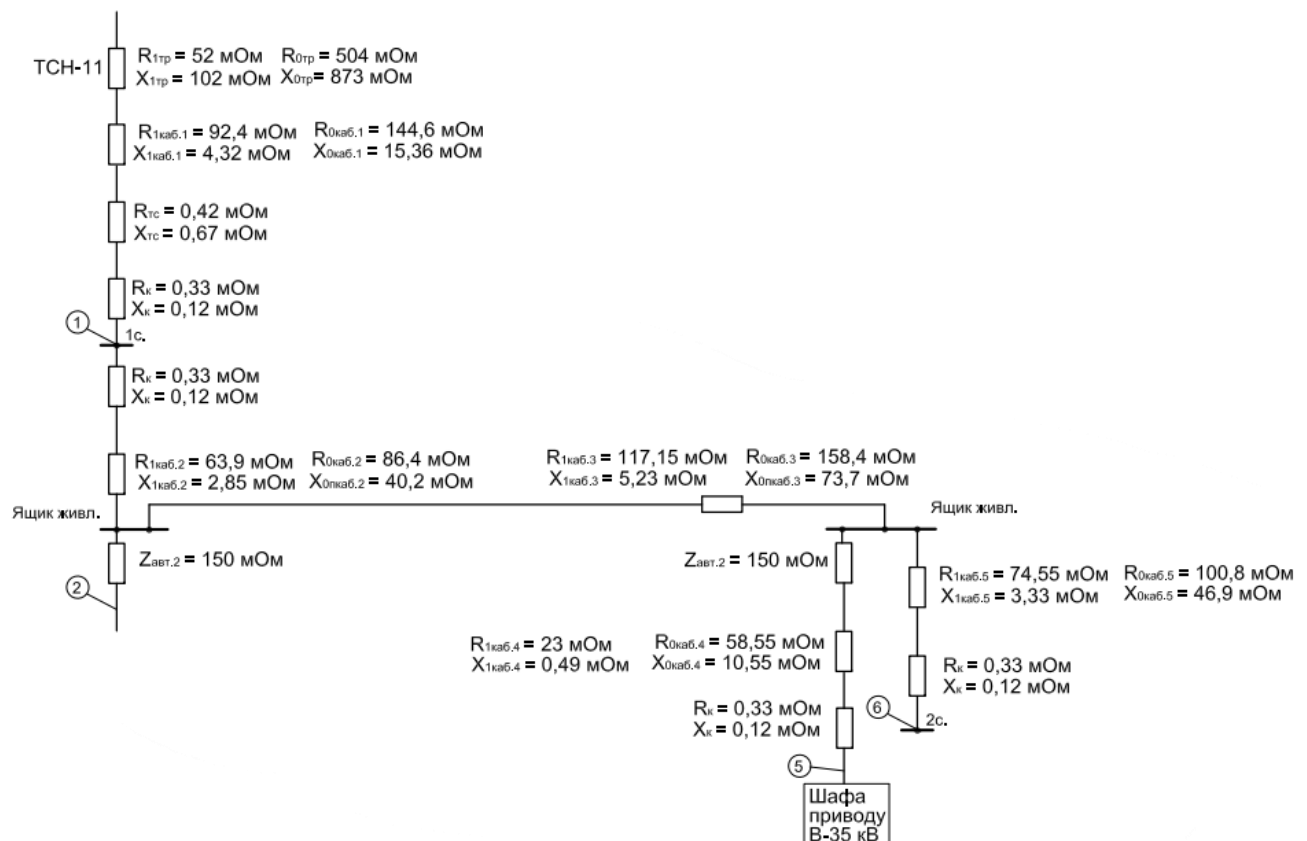 ТСН-11
R1тр = 52 мОм R0тр = 504 мОм
X1тр = 102 мОм X0тр = 873 мОм
R1каб.1 = 92,4 мОм R0каб.1 = 144,6 мОм
X1каб.1 = 4,32 мОм X0каб.1 = 15,36 мОм
Rтс = 0,42 мОм
Xтс = 0,67 мОм
Rк = 0,33 мОм
Xк = 0,12 мОм
1
1с.
Rк = 0,33 мОм
Xк = 0,12 мОм
R1каб.2 = 63,9 мОм R0каб.2 = 86,4 мОм
X1каб.2 = 2,85 мОм X0пкаб.2 = 40,2 мОм
R1каб.3 = 117,15 мОм R0каб.3 = 158,4 мОм
X1каб.3 = 5,23 мОм X0пкаб.3 = 73,7 мОм
Ящик живл.
Ящик живл.
Zавт.2 = 150 мОм
2
Zавт.2 = 150 мОм
R1каб.5 = 74,55 мОм R0каб.5 = 100,8 мОм
X1каб.5 = 3,33 мОм X0каб.5 = 46,9 мОм
R1каб.4 = 23 мОм R0каб.4 = 58,55 мОм
X1каб.4 = 0,49 мОм X0каб.4 = 10,55 мОм
Rк = 0,33 мОм
Xк = 0,12 мОм
Rк = 0,33 мОм
Xк = 0,12 мОм
6
2с.
5
Шафа
приводу
В-35 кВ